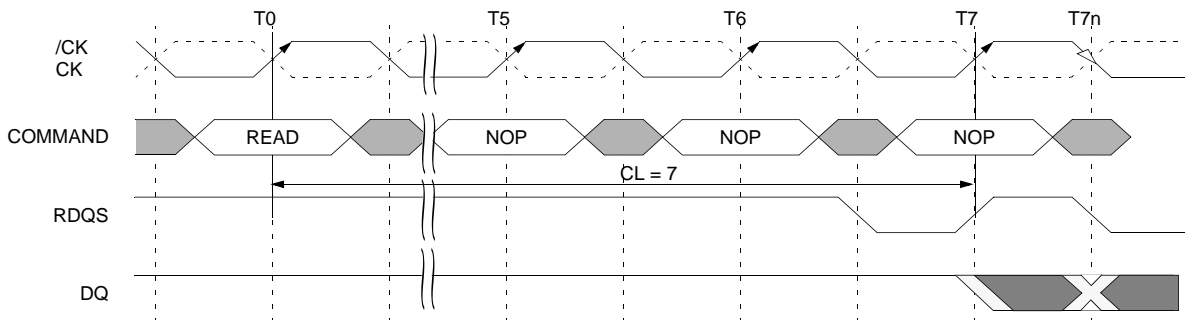 T0 T5 T6 T7 T7n
/CK
CK
COMMAND READ NOP NOP NOP
CL = 7
RDQS
DQ